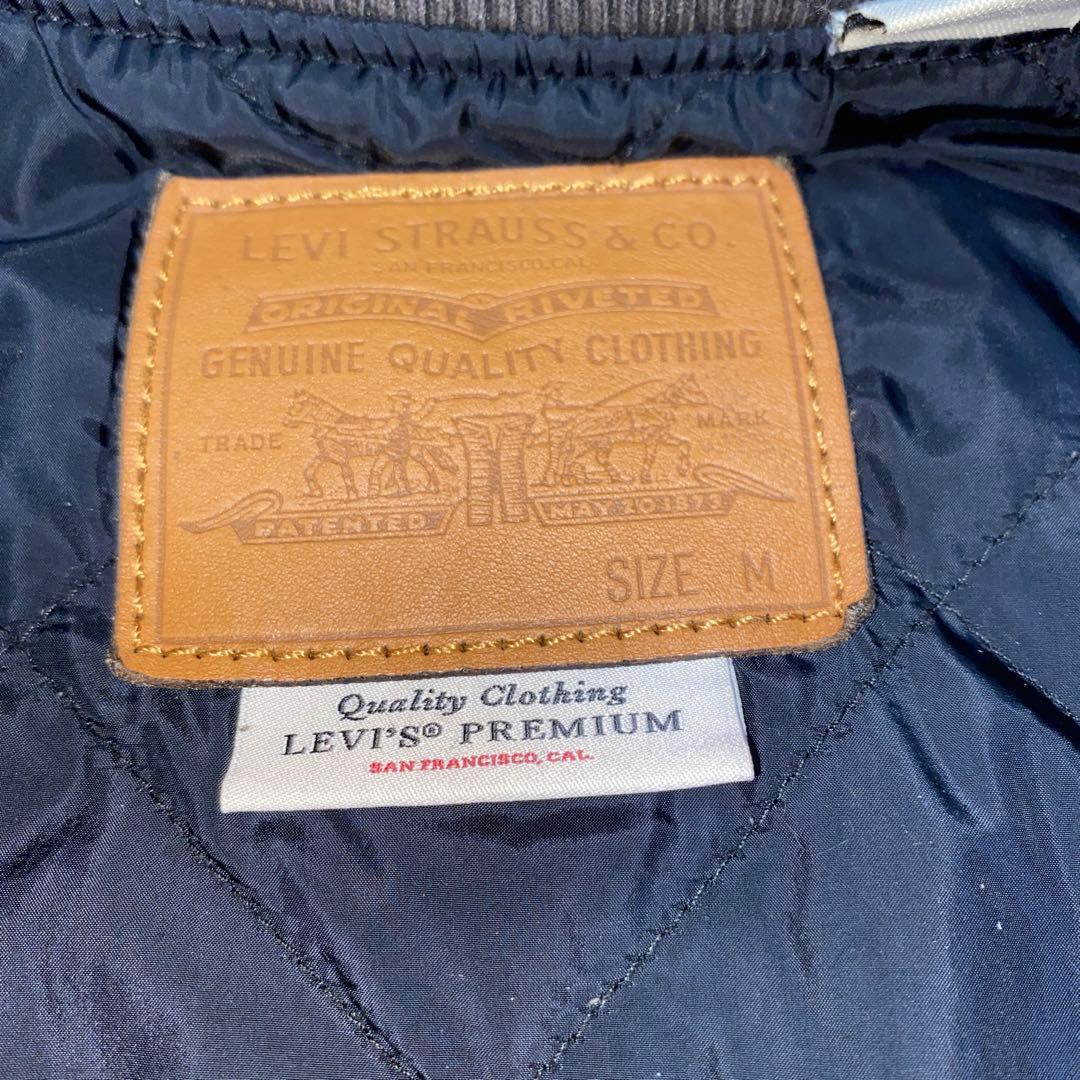 LEVI STRAUSS & CO.
SAN FRANCISCO, CAL.
ORIGINAL RIVETED
GENUINE QUALITY CLOTHING
TRADE MARK
PATENTED MAY 20 1873
SIZE M
Quality Clothing
LEVI'S® PREMIUM
SAN FRANCISCO, CAL.